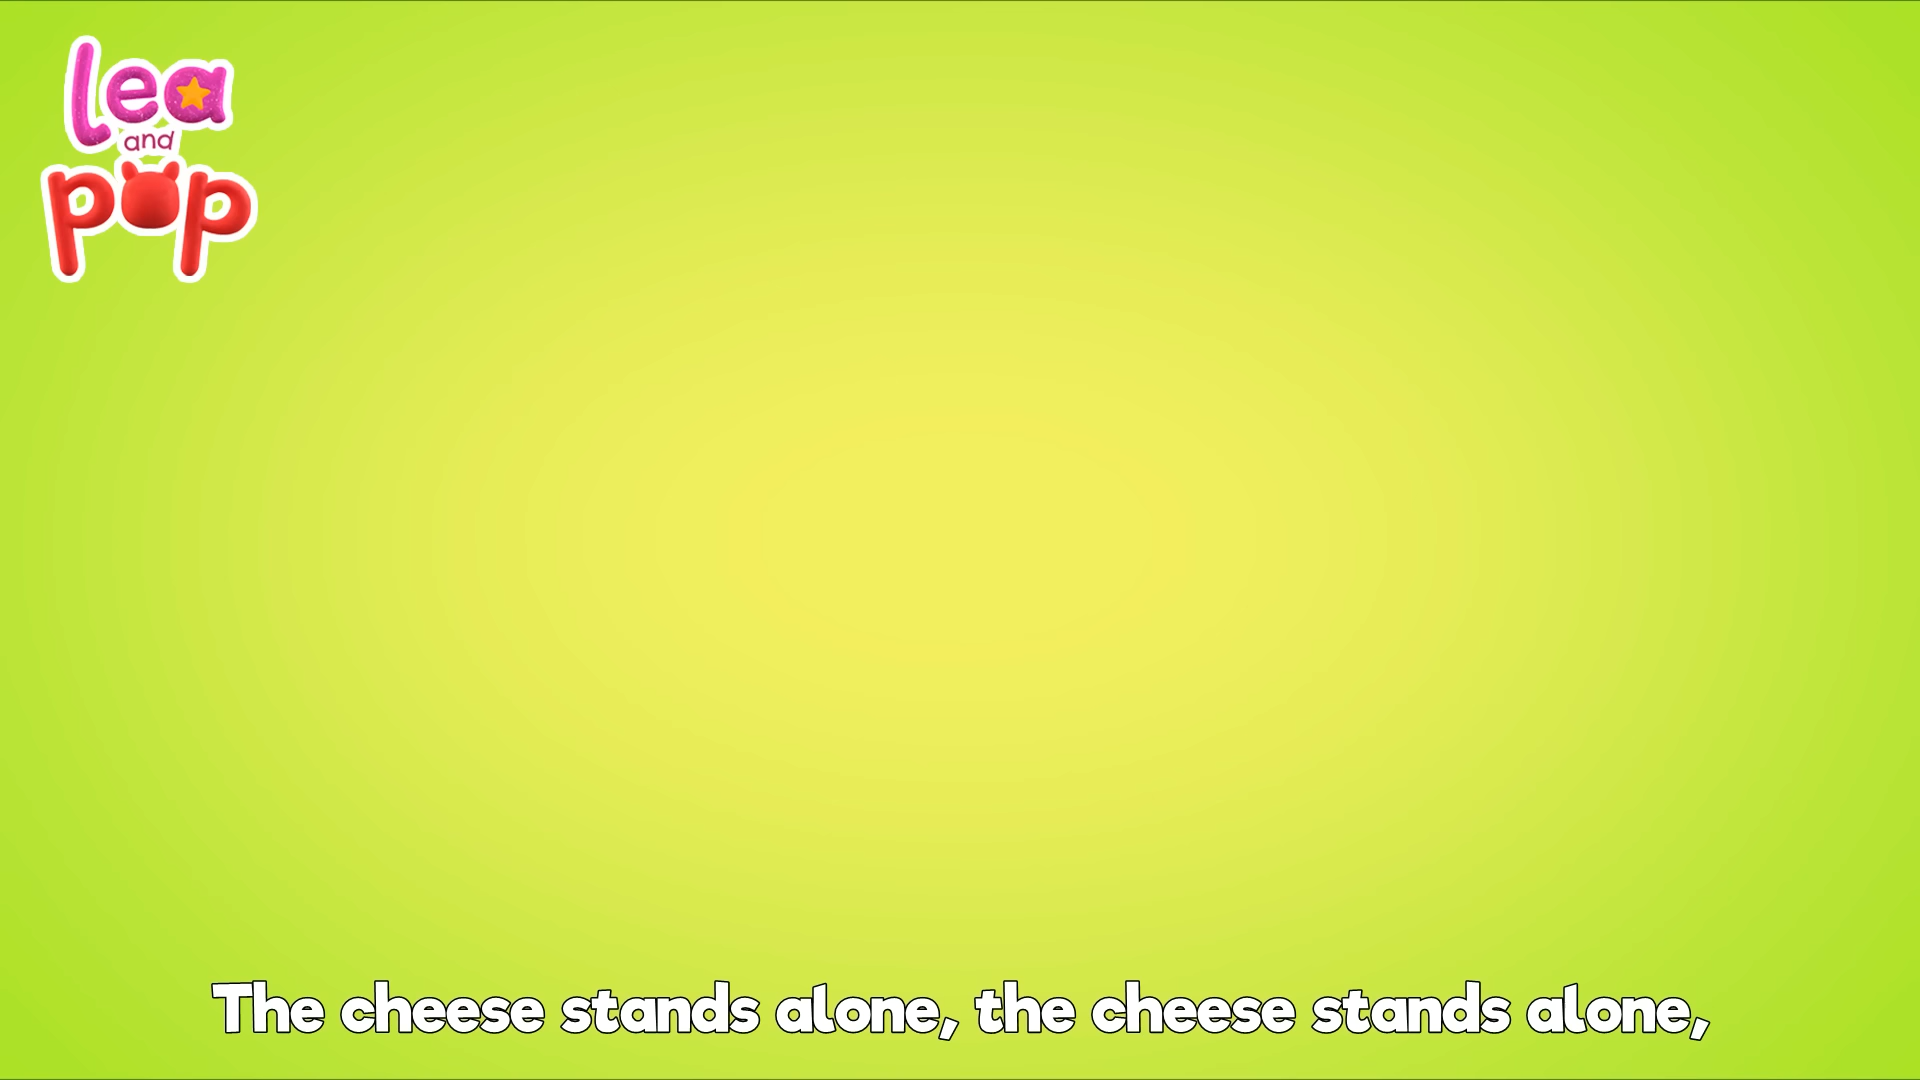 lea
and
pop
The cheese stands alone, the cheese stands alone,